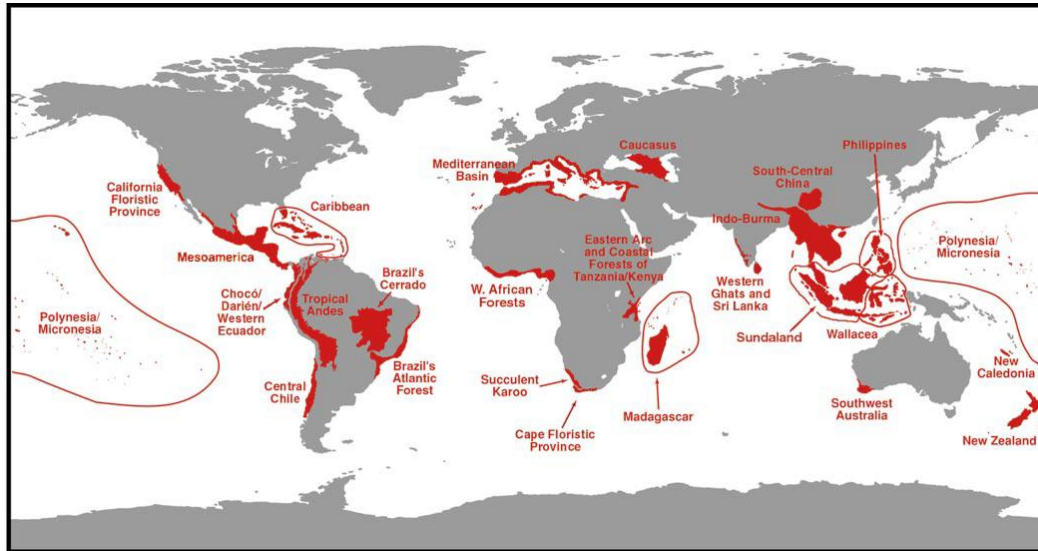 California
Floristic
Province
Mesoamerica
Caribbean
Polynesia/
Micronesia
Chocó/
Darién/
Western
Ecuador
Tropical
Andes
Brazil's
Cerrado
Central
Chile
Brazil's
Atlantic
Forest
Mediterranean
Basin
Caucasus
W. African
Forests
Eastern Arc
and Coastal
Forests of
Tanzania/Kenya
Succulent
Karoo
Cape Floristic
Province
Madagascar
South-Central
China
Philippines
Indo-Burma
Western
Ghats and
Sri Lanka
Sundaland
Wallacea
Polynesia/
Micronesia
New
Caledonia
Southwest
Australia
New Zealand